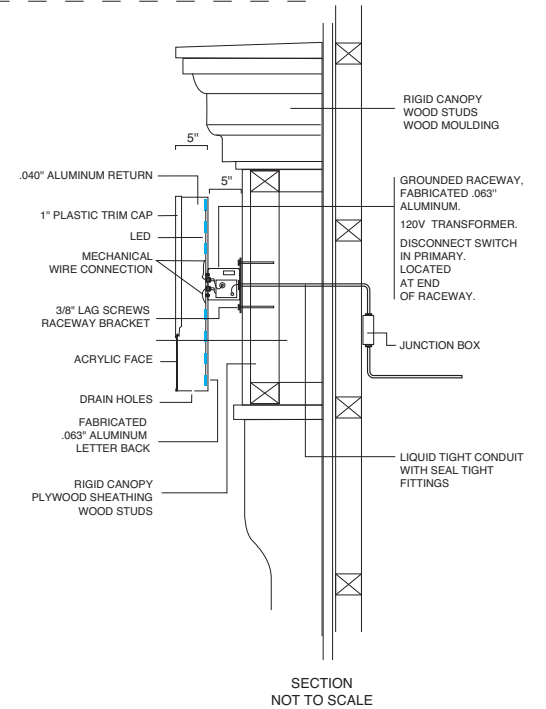 RIGID CANOPY
WOOD STUDS
WOOD MOULDING
5"
.040" ALUMINUM RETURN
5"
1" PLASTIC TRIM CAP
LED
MECHANICAL
WIRE CONNECTION
3/8" LAG SCREWS
RACEWAY BRACKET
ACRYLIC FACE
DRAIN HOLES
FABRICATED
.063" ALUMINUM
LETTER BACK
RIGID CANOPY
PLYWOOD SHEATHING
WOOD STUDS
GROUNDED RACEWAY,
FABRICATED .063"
ALUMINUM.
120V TRANSFORMER.
DISCONNECT SWITCH
IN PRIMARY.
LOCATED
AT END
OF RACEWAY.
JUNCTION BOX
LIQUID TIGHT CONDUIT
WITH SEAL TIGHT
FITTINGS
SECTION
NOT TO SCALE